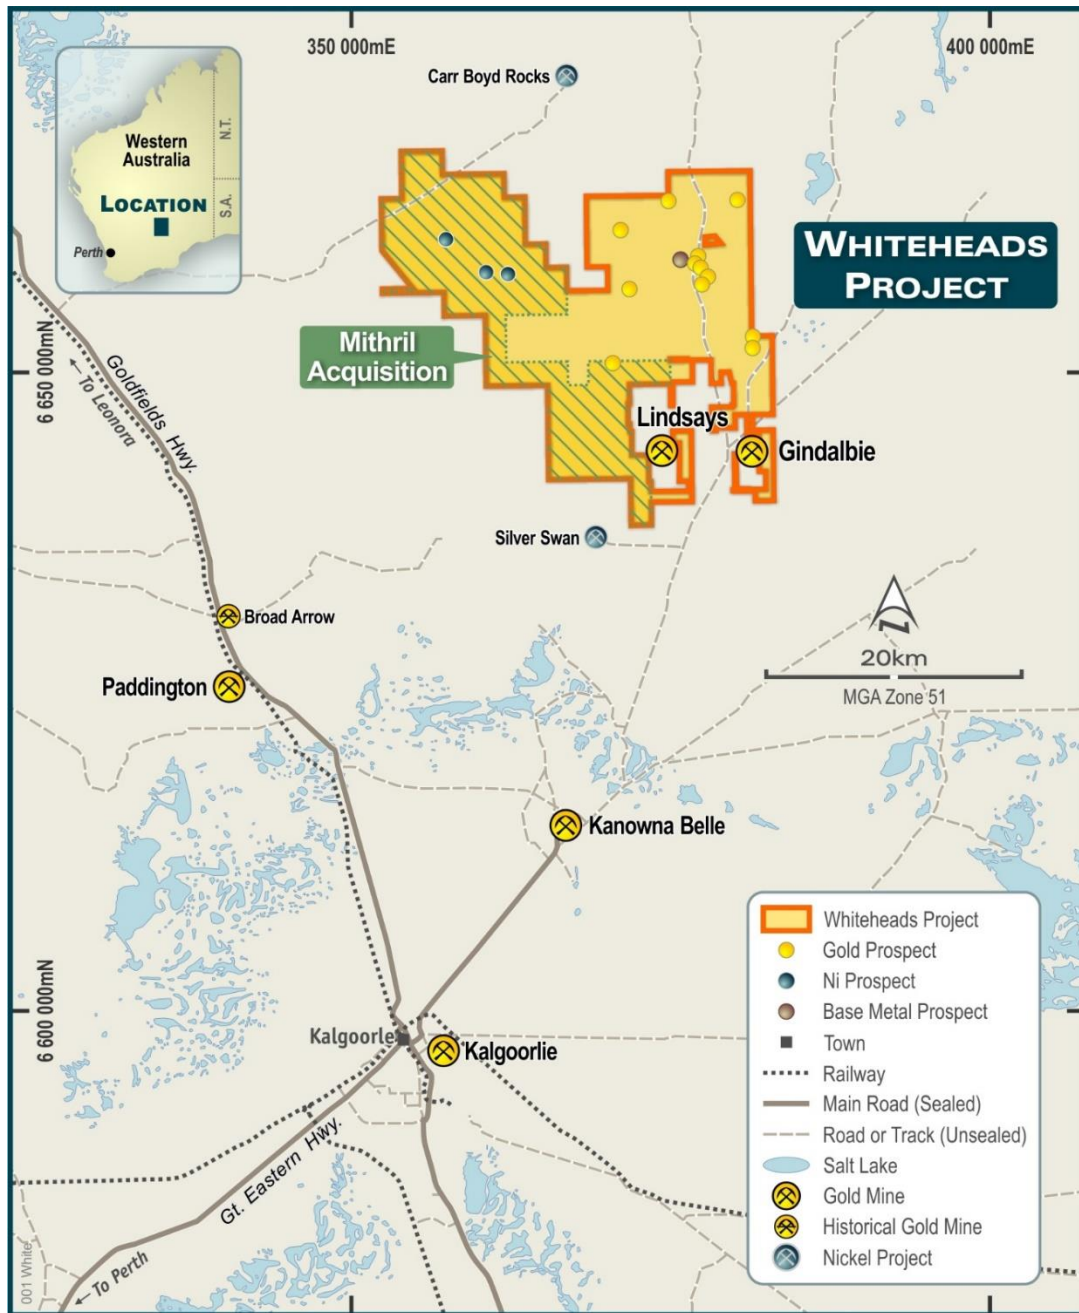 350 000mE
400 000mE
Carr Boyd Rocks
Western
Australia
N.T.
S.A.
LOCATION
Perth
WHITEHEADS
PROJECT
Mithril
Acquisition
6 650 000mN
Goldfields Hwy.
To Leonora
Lindsays
Gindalbie
Silver Swan
Broad Arrow
Paddington
N
20km
MGA Zone 51
Kanowna Belle
6 600 000mN
Kalgoorle
Kalgoorlie
Gt. Eastern Hwy.
To Perth
001 White
Whiteheads Project
Gold Prospect
Ni Prospect
Base Metal Prospect
Town
Railway
Main Road (Sealed)
Road or Track (Unsealed)
Salt Lake
Gold Mine
Historical Gold Mine
Nickel Project